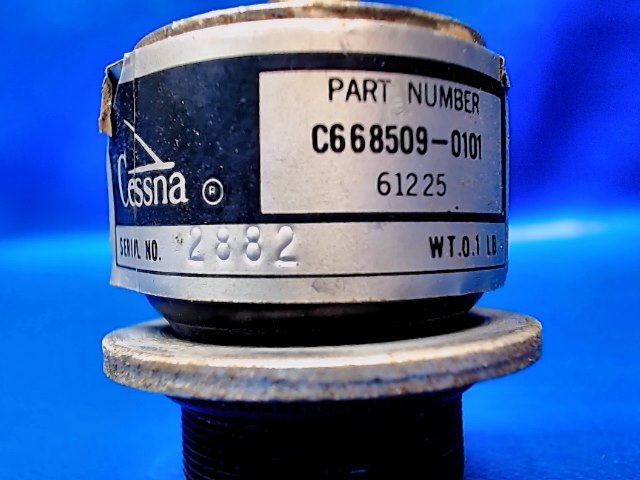 PART NUMBER
C668509-0101
61225
Cessna ®
SERIAL NO. 2882 WT.0.1 LB